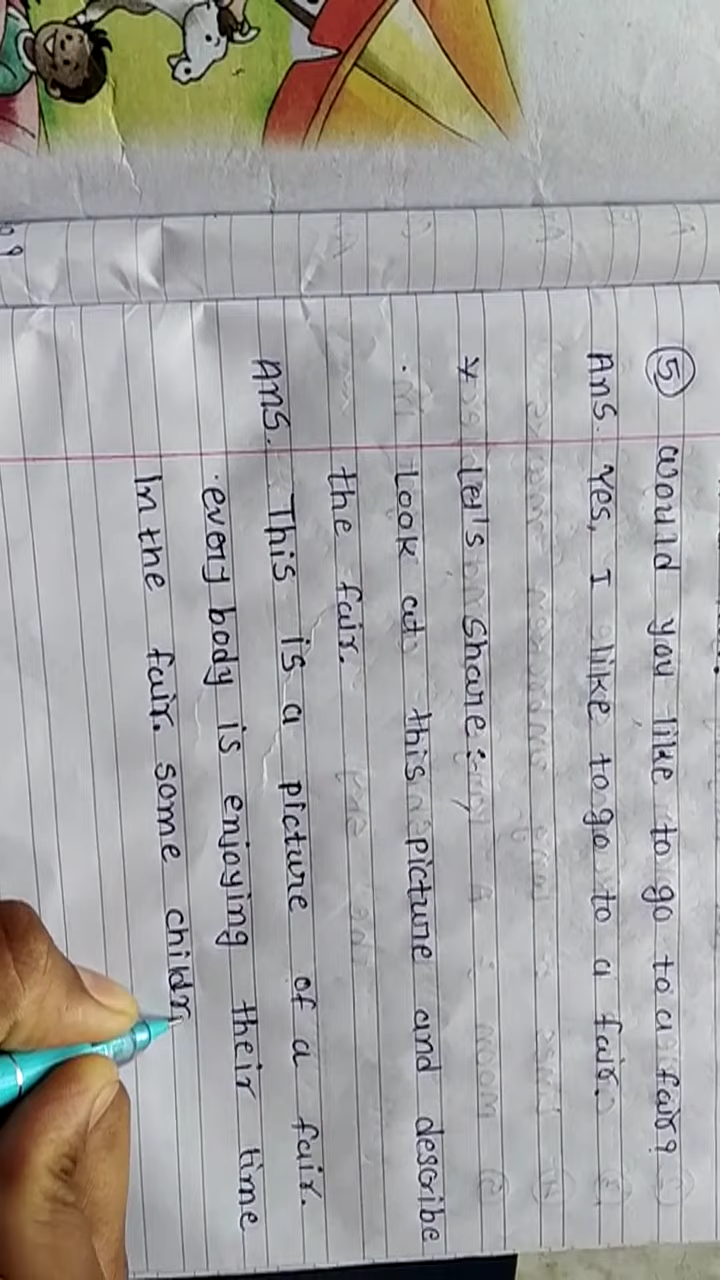 ⑤ would you like to go to a fair?
Ans. Yes, I like to go to a fair.
* Let's share:
Look at this picture and describe
the fair.
Ans. This is a picture of a fair.
every body is enjoying their time
In the fair. some childr